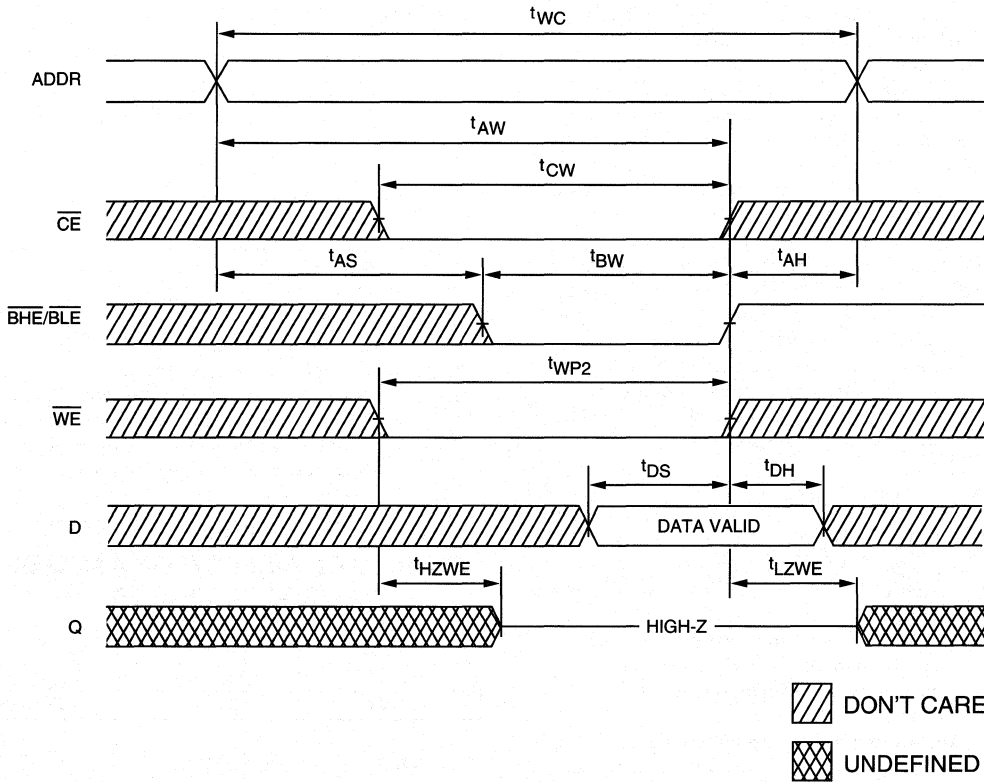 tWC
ADDR
tAW
tCW
CE
tAS tBW tAH
BHE/BLE
tWP2
WE
tDS tDH
D DATA VALID
tHZWE tLZWE
Q HIGH-Z
DON'T CARE
UNDEFINED